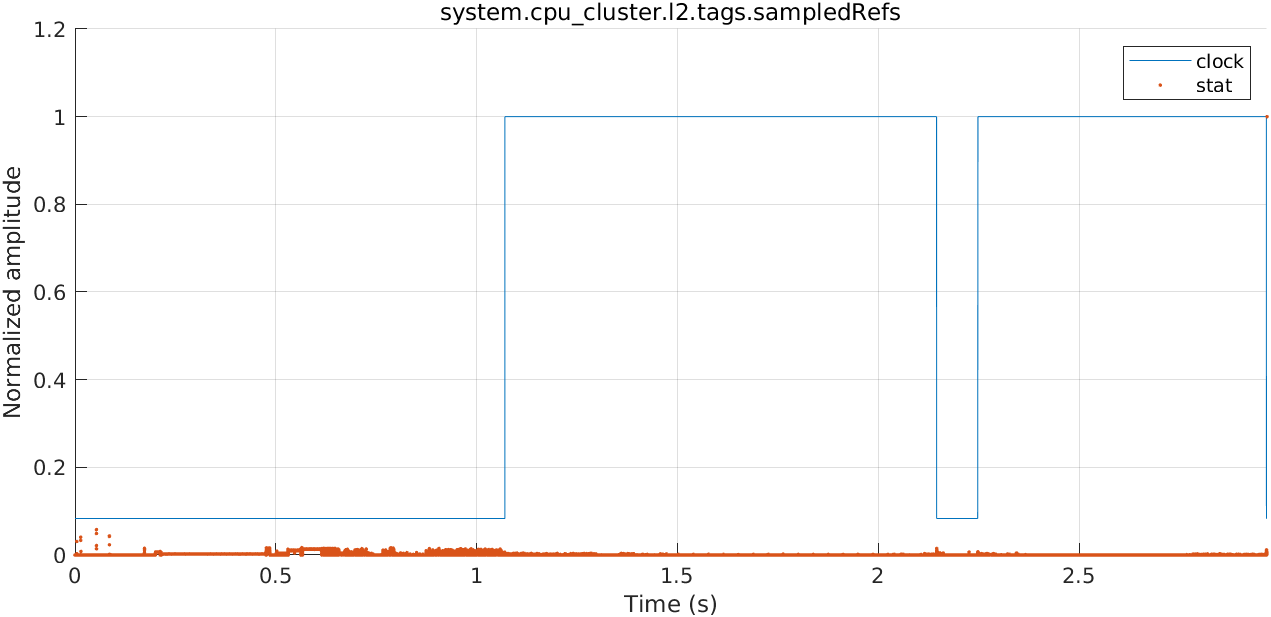 system.cpu_cluster.l2.tags.sampledRefs
1.2
1
0.8
0.6
0.4
0.2
0
Normalized amplitude
clock
stat
0 0.5 1 1.5 2 2.5
Time (s)